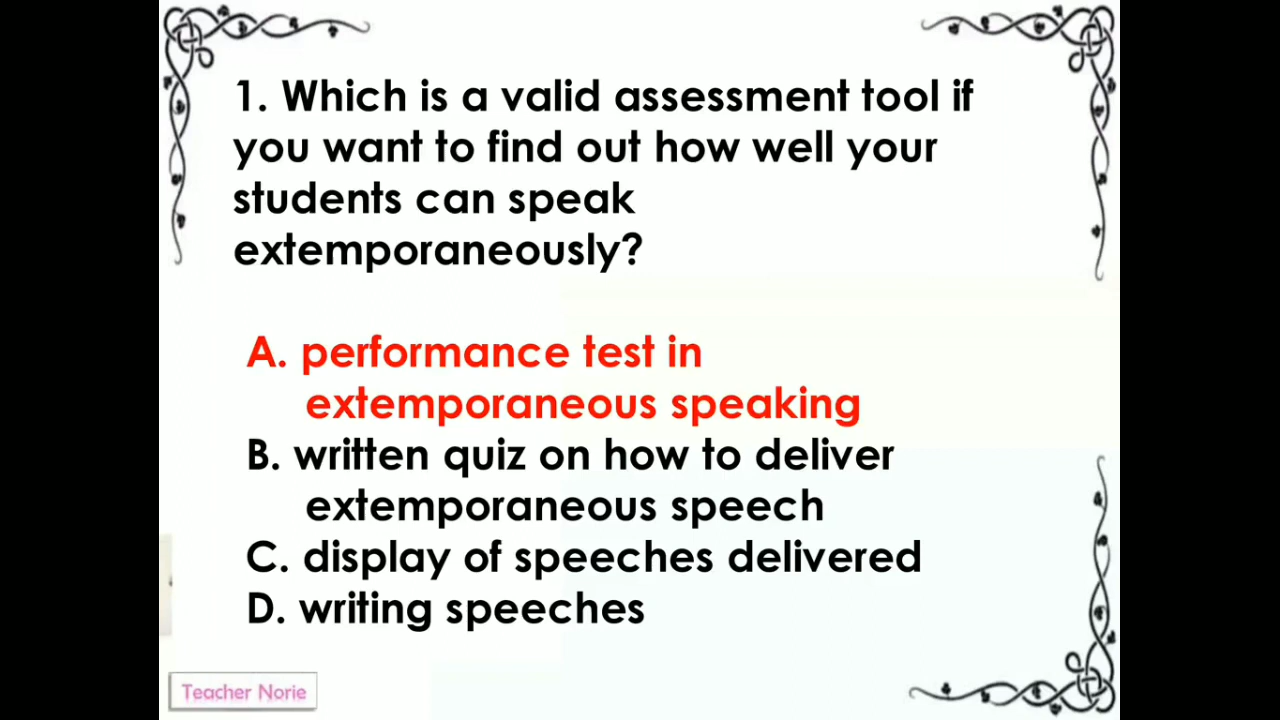 1. Which is a valid assessment tool if
you want to find out how well your
students can speak
extemporaneously?
A. performance test in
extemporaneous speaking
B. written quiz on how to deliver
extemporaneous speech
C. display of speeches delivered
D. writing speeches
Teacher Norie